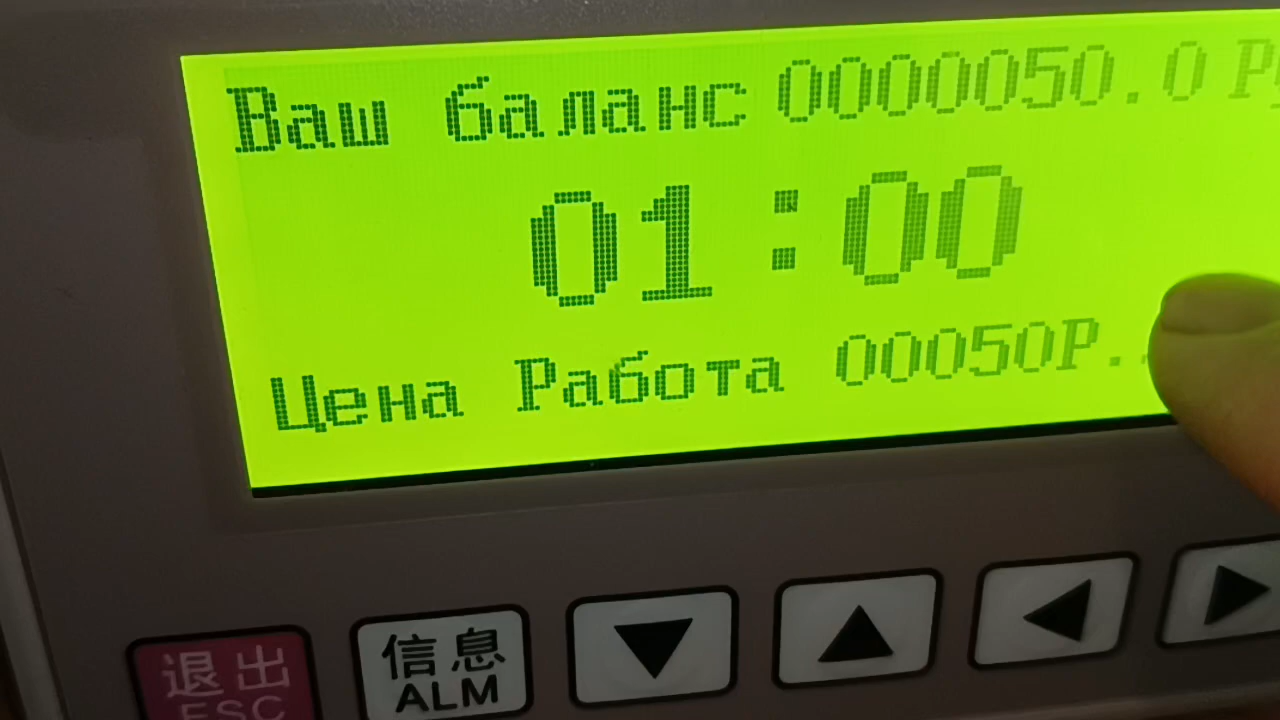 Ваш баланс 0000050.0 Р
01:00
Цена Работа 00050Р.
退出 信息
ESC ALM